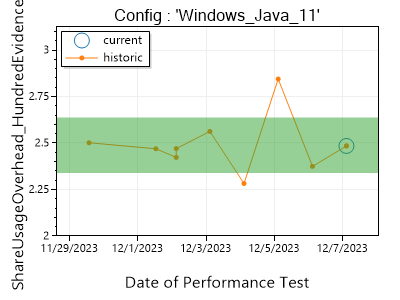 Config : 'Windows_Java_11'
current
historic
ShareUsageOverhead_HundredEvidence
3
2.75
2.5
2.25
2
11/29/2023
12/1/2023
12/3/2023
12/5/2023
12/7/2023
Date of Performance Test